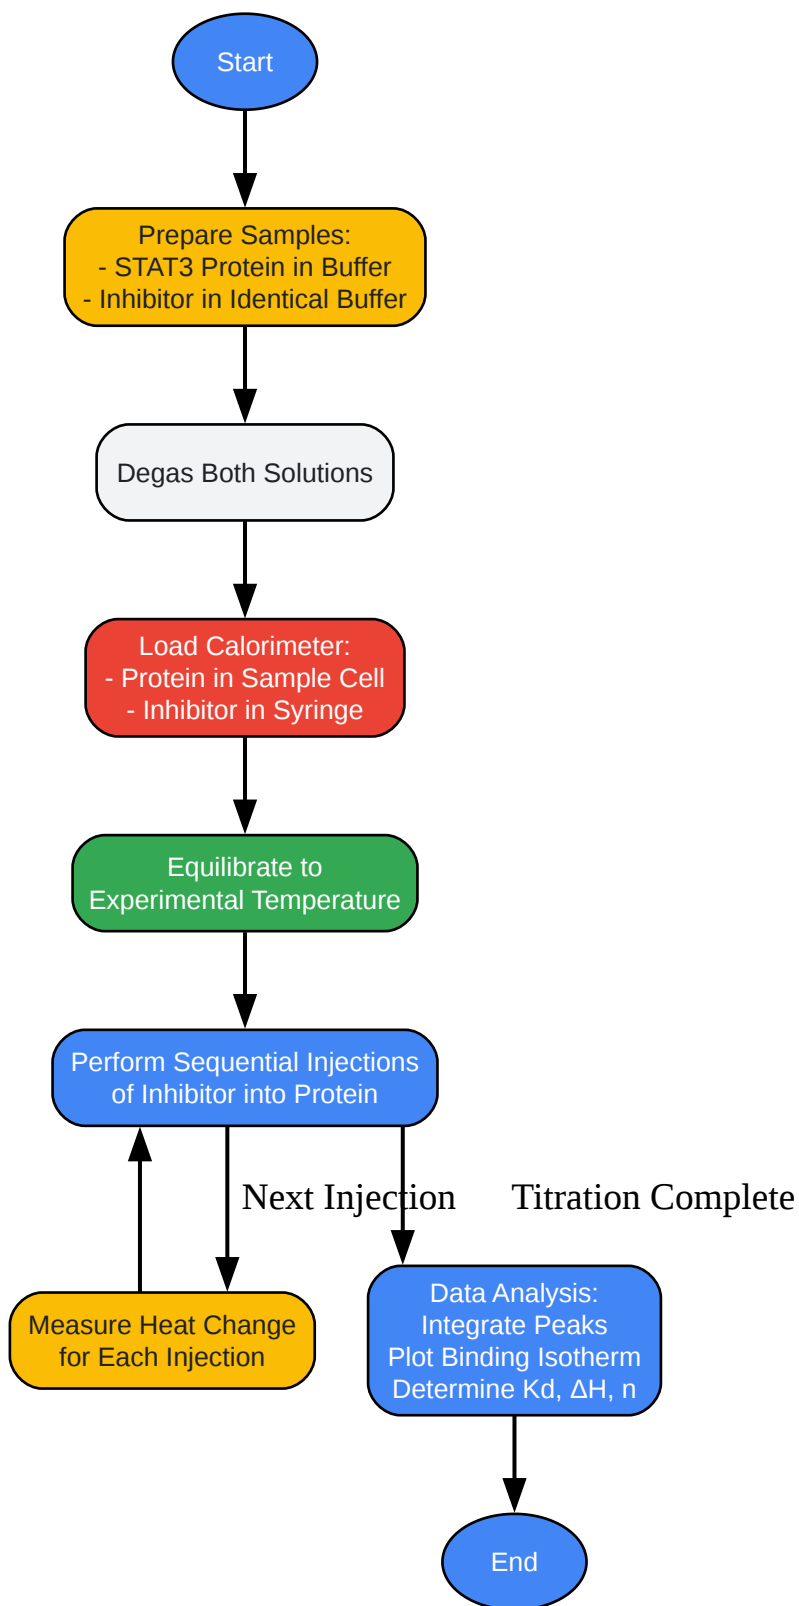 Start
Prepare Samples:
- STAT3 Protein in Buffer
- Inhibitor in Identical Buffer
Degas Both Solutions
Load Calorimeter:
- Protein in Sample Cell
- Inhibitor in Syringe
Equilibrate to
Experimental Temperature
Perform Sequential Injections
of Inhibitor into Protein
Next Injection
Titration Complete
Measure Heat Change
for Each Injection
Data Analysis:
Integrate Peaks
Plot Binding Isotherm
Determine Kd, ΔH, n
End